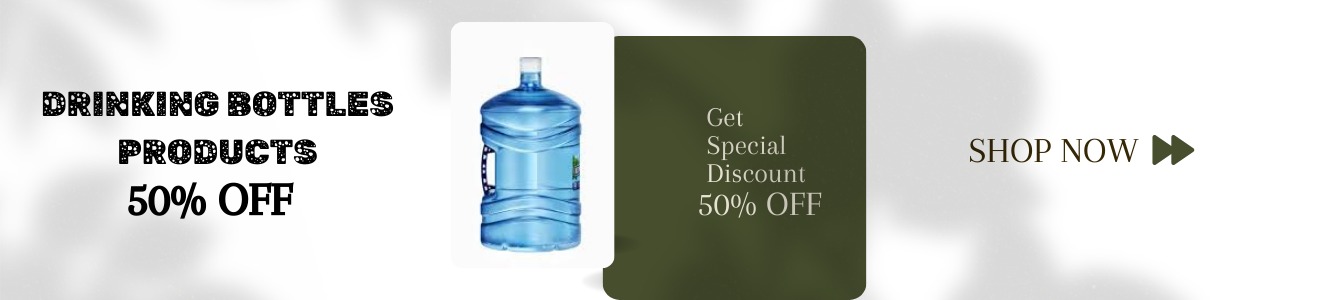 DRINKING BOTTLES
PRODUCTS
50% OFF
Get
Special
Discount
50% OFF
SHOP NOW